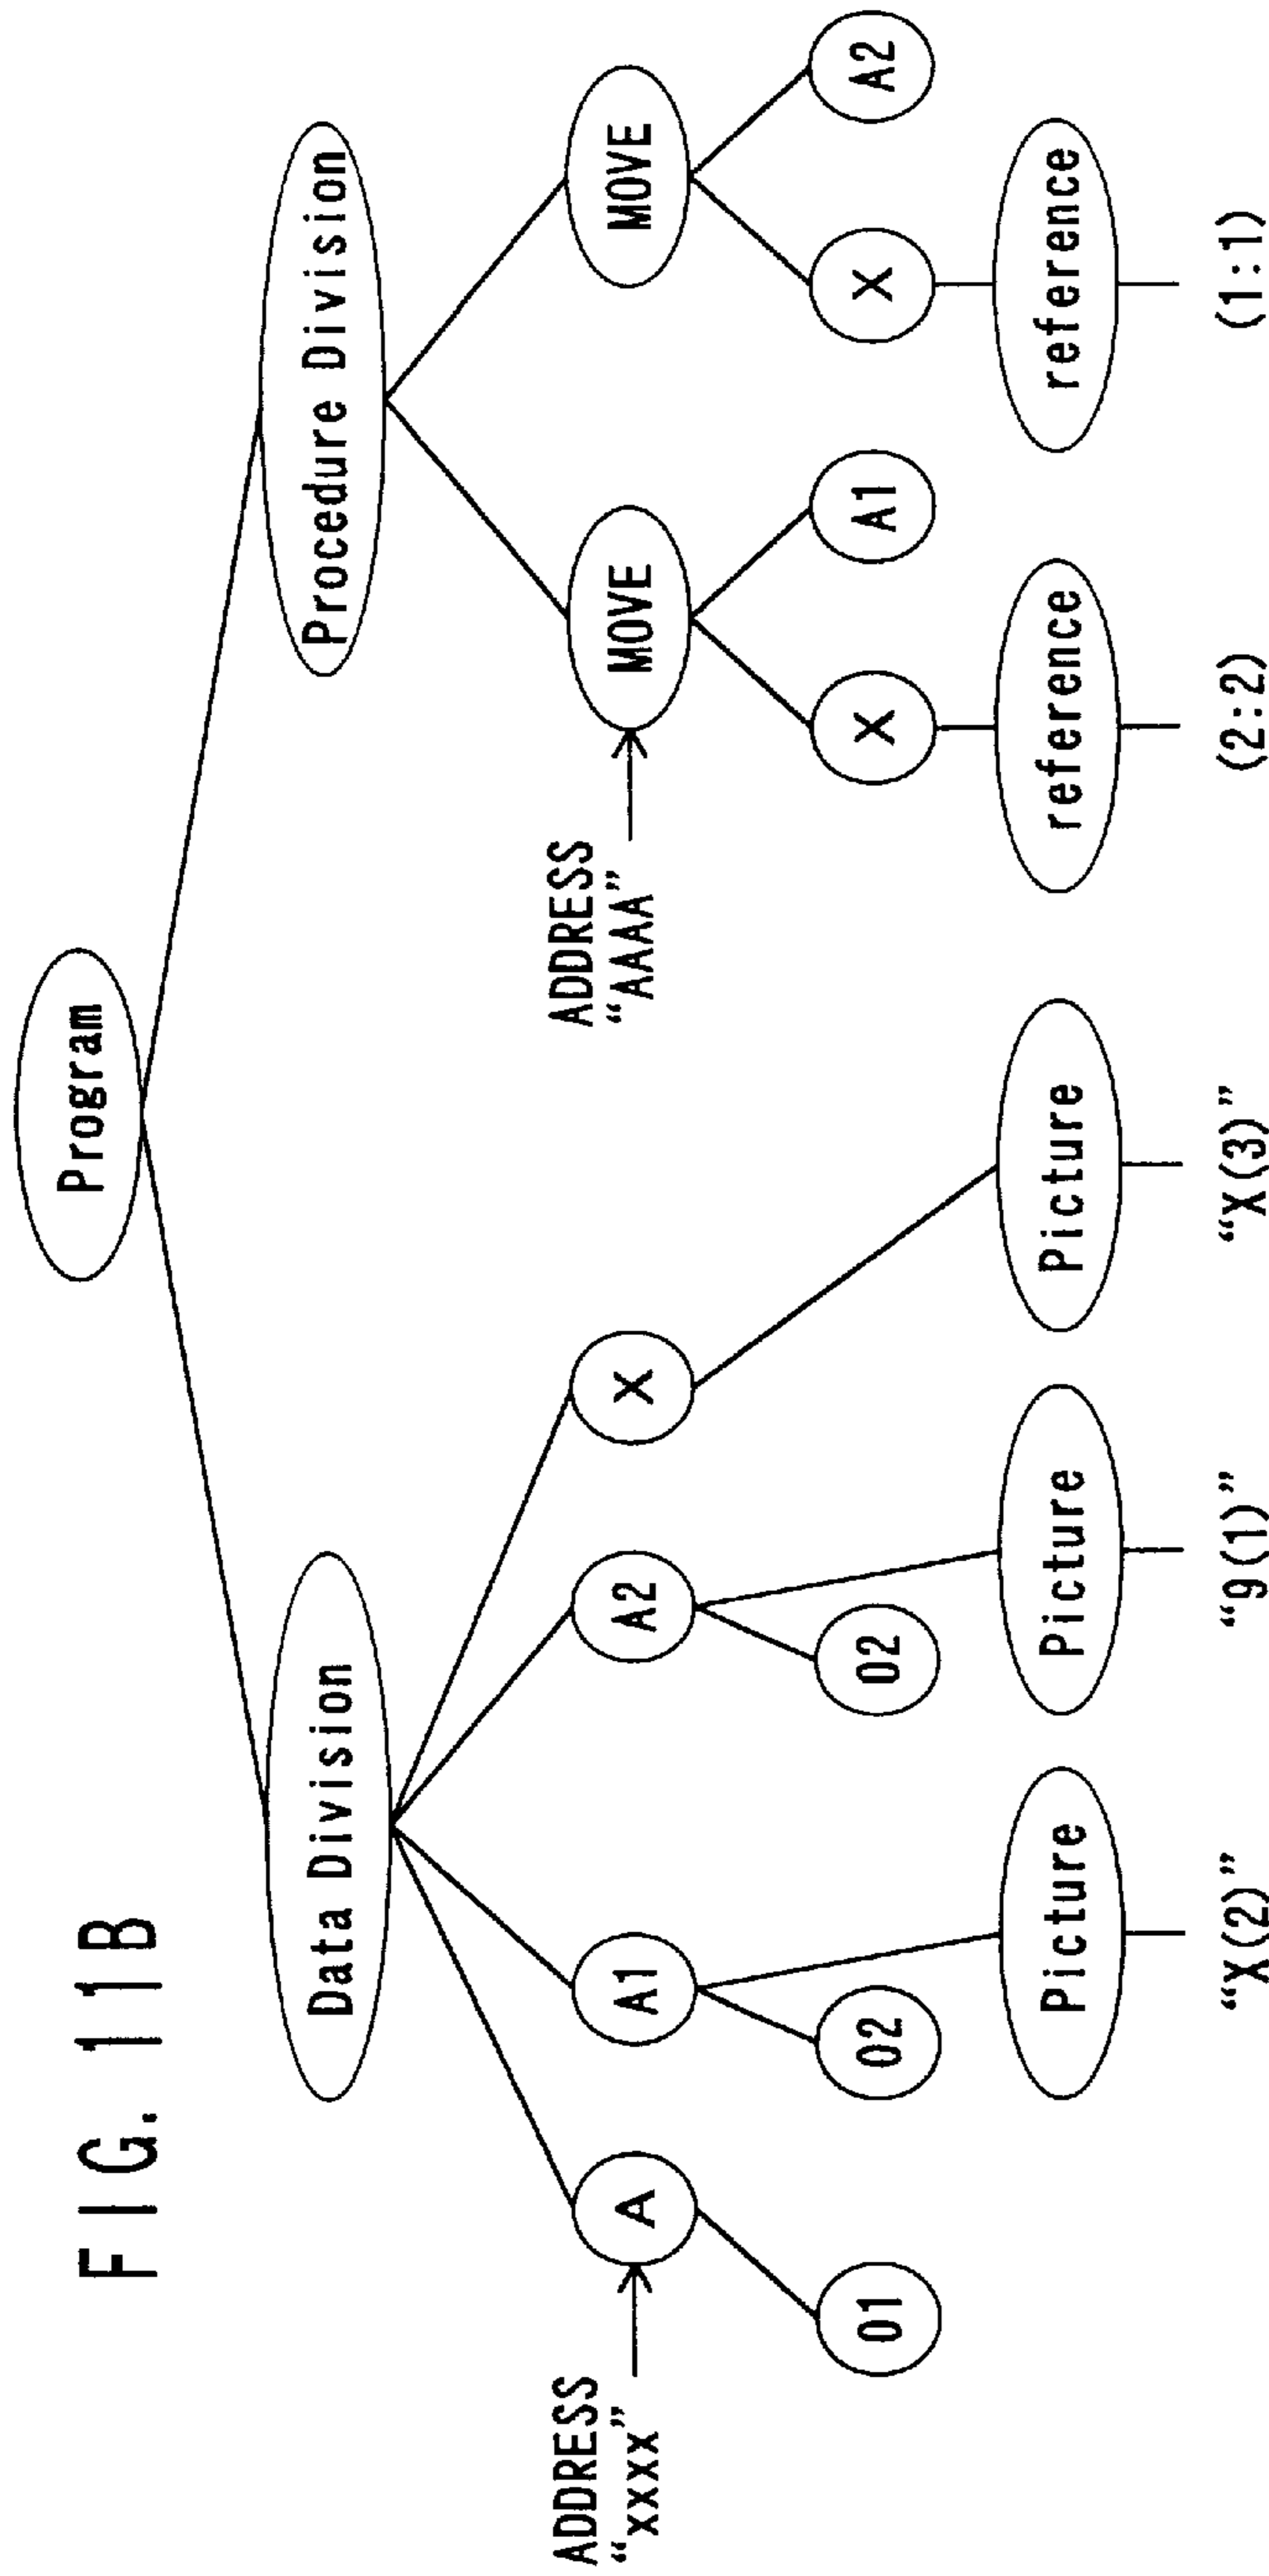 FIG. 11B
Program
Data Division
Procedure Division
ADDRESS
“xxxx”
A
A1
A2
X
ADDRESS
“AAAA”
MOVE
MOVE
01
02
02
X
A1
X
A2
Picture
Picture
Picture
reference
reference
“X(2)”
“9(1)”
“X(3)”
(2:2)
(1:1)